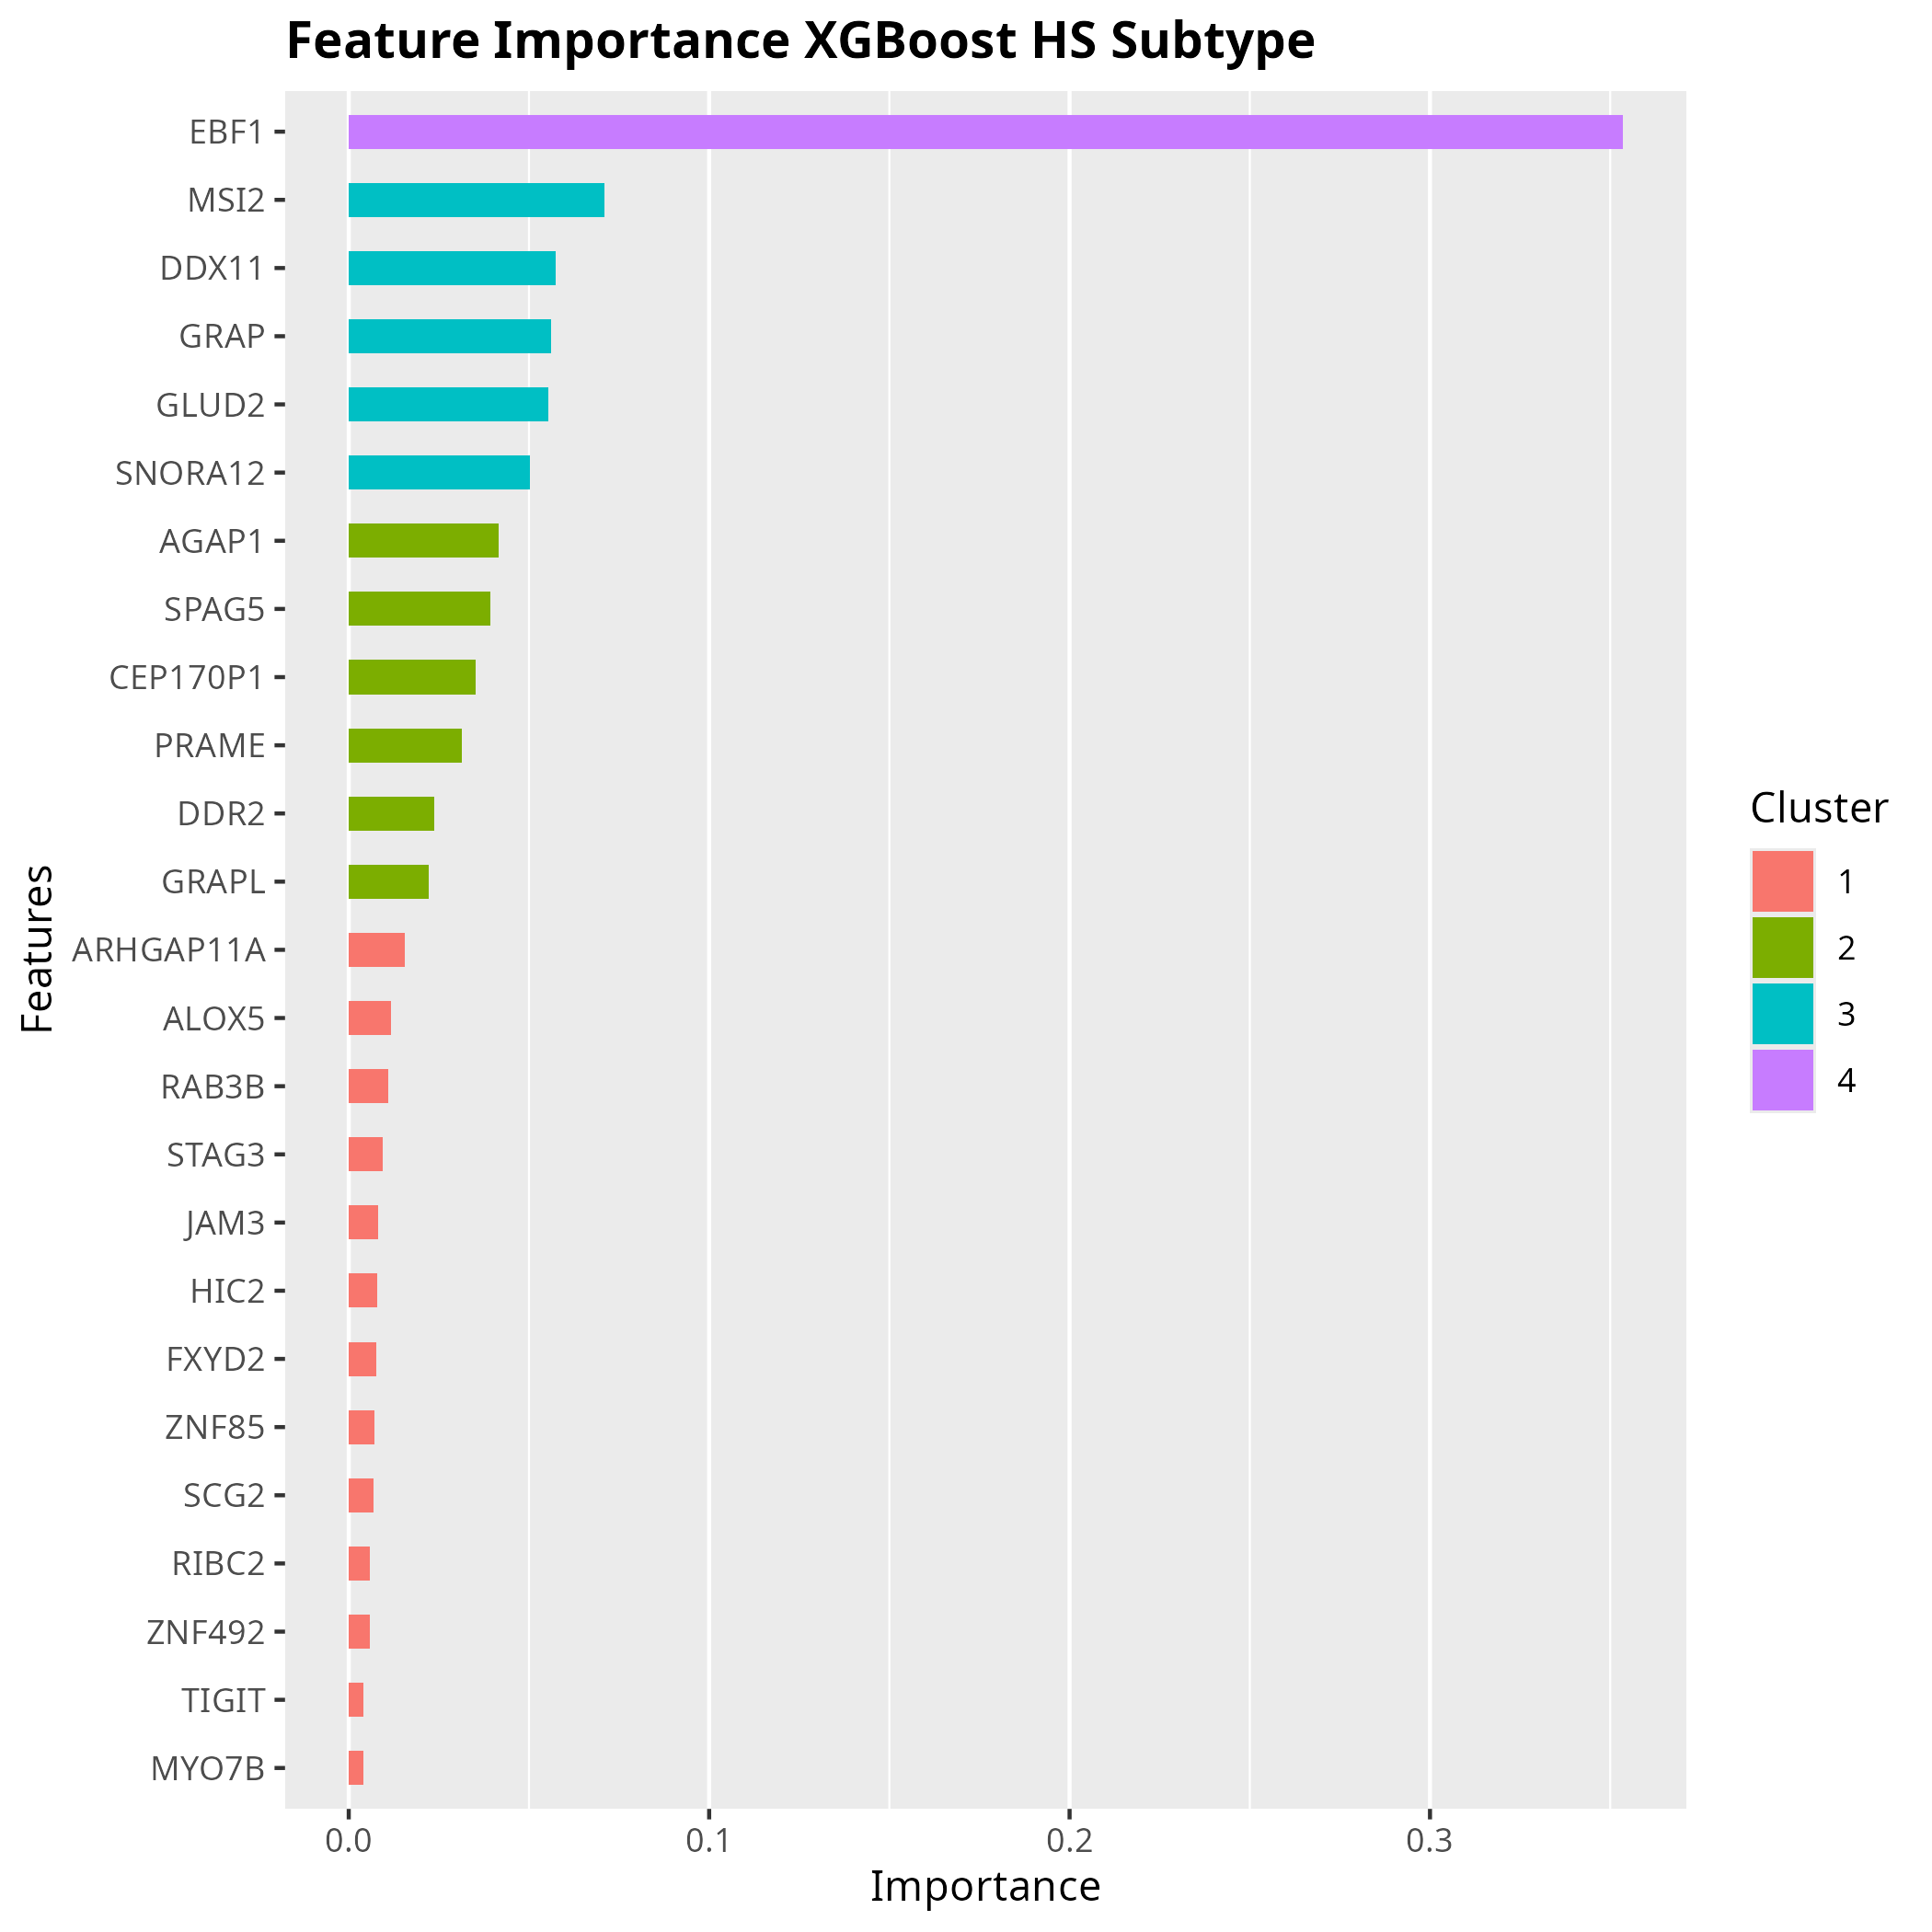 Feature Importance XGBoost HS Subtype
EBF1
MSI2
DDX11
GRAP
GLUD2
SNORA12
AGAP1
SPAG5
CEP170P1
PRAME
DDR2
GRAPL
ARHGAP11A
ALOX5
RAB3B
STAG3
JAM3
HIC2
FXYD2
ZNF85
SCG2
RIBC2
ZNF492
TIGIT
MYO7B
Features
0.0 0.1 0.2 0.3
Importance
Cluster
1
2
3
4